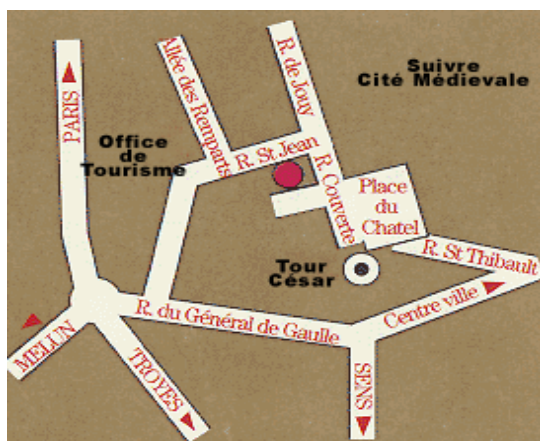 Suivre
Cité Médievale
R. de Jouy
Allée des Remparts
PARIS
Office
de
Tourisme
R. St Jean
R. Couverte
Place
du
Chatel
R. St Thibault
Tour
César
Centre ville
R. du Général de Gaulle
MELUN
TROYES
SENS